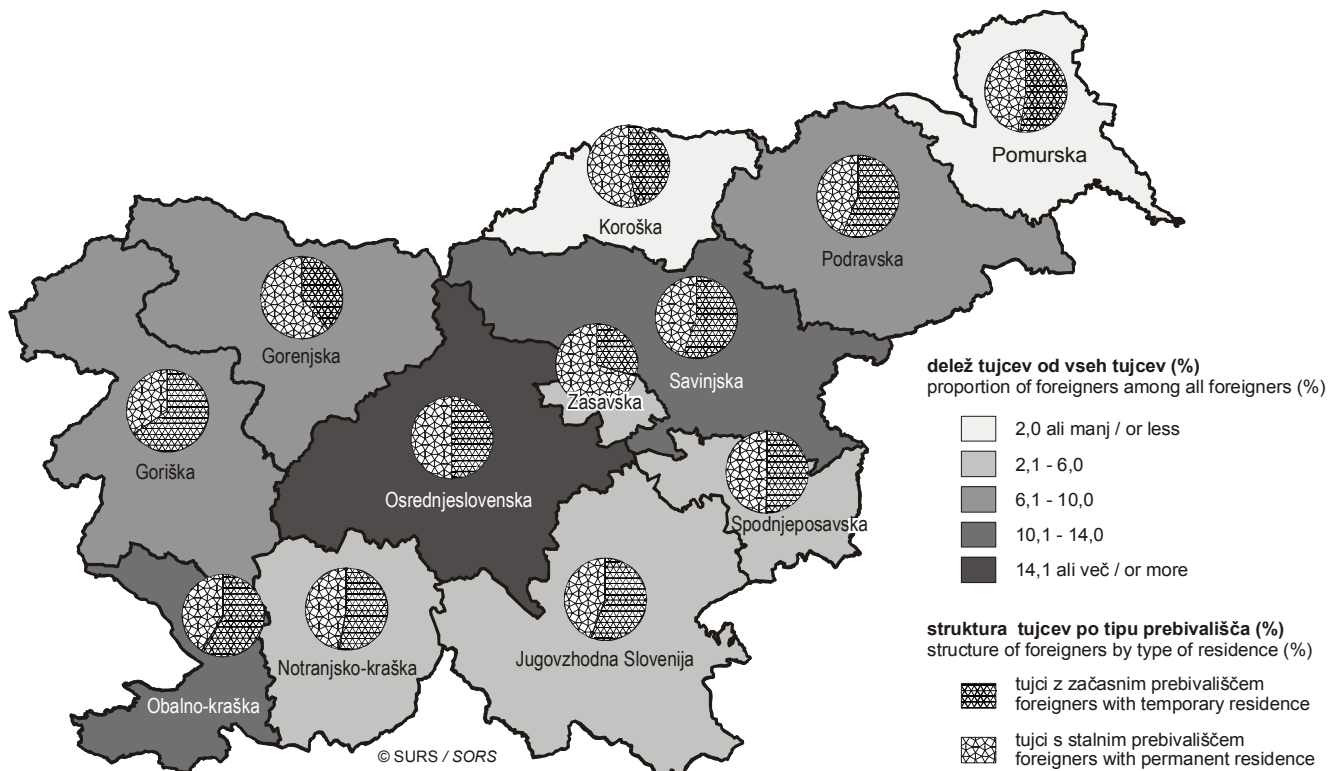 Pomurska
Koroška
Podravska
Gorenjska
Savinjska
Zasavska
Goriška
Osrednjeslovenska
Spodnjeposavska
Notranjsko-kraška
Jugovzhodna Slovenija
Obalno-kraška
© SURS / SORS
delež tujcev od vseh tujcev (%)
proportion of foreigners among all foreigners (%)
2,0 ali manj / or less
2,1 - 6,0
6,1 - 10,0
10,1 - 14,0
14,1 ali več / or more
struktura tujcev po tipu prebivališča (%)
structure of foreigners by type of residence (%)
tujci z začasnim prebivališčem
foreigners with temporary residence
tujci s stalnim prebivališčem
foreigners with permanent residence